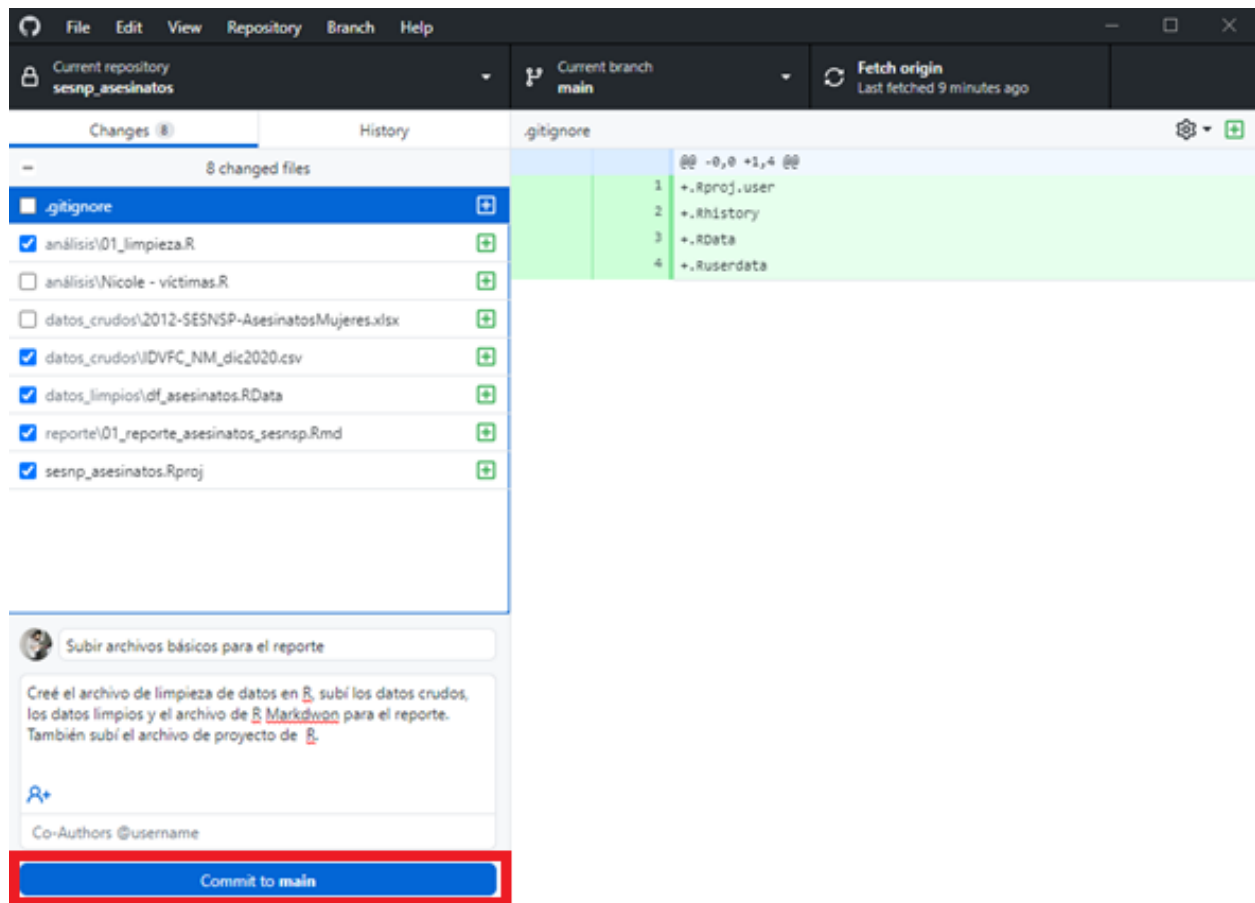 File Edit View Repository Branch Help
Current repository
sesnp_asesinatos
Current branch
main
Fetch origin
Last fetched 9 minutes ago
Changes 8 History
8 changed files
.gitignore
análisis\01_limpieza.R
análisis\Nicole - víctimas.R
datos_crudos\2012-SESNSP-AsesinatosMujeres.xlsx
datos_crudos\IDVFC_NM_dic2020.csv
datos_limpios\df_asesinatos.RData
reporte\01_reporte_asesinatos_sesnsp.Rmd
sesnp_asesinatos.Rproj
Subir archivos básicos para el reporte
Creé el archivo de limpieza de datos en R, subí los datos crudos,
los datos limpios y el archivo de R Markdwon para el reporte.
También subí el archivo de proyecto de R.
Co-Authors @username
Commit to main
.gitignore
@@ -0,0 +1,4 @@
1 +.Rproj.user
2 +.Rhistory
3 +.RData
4 +.Ruserdata